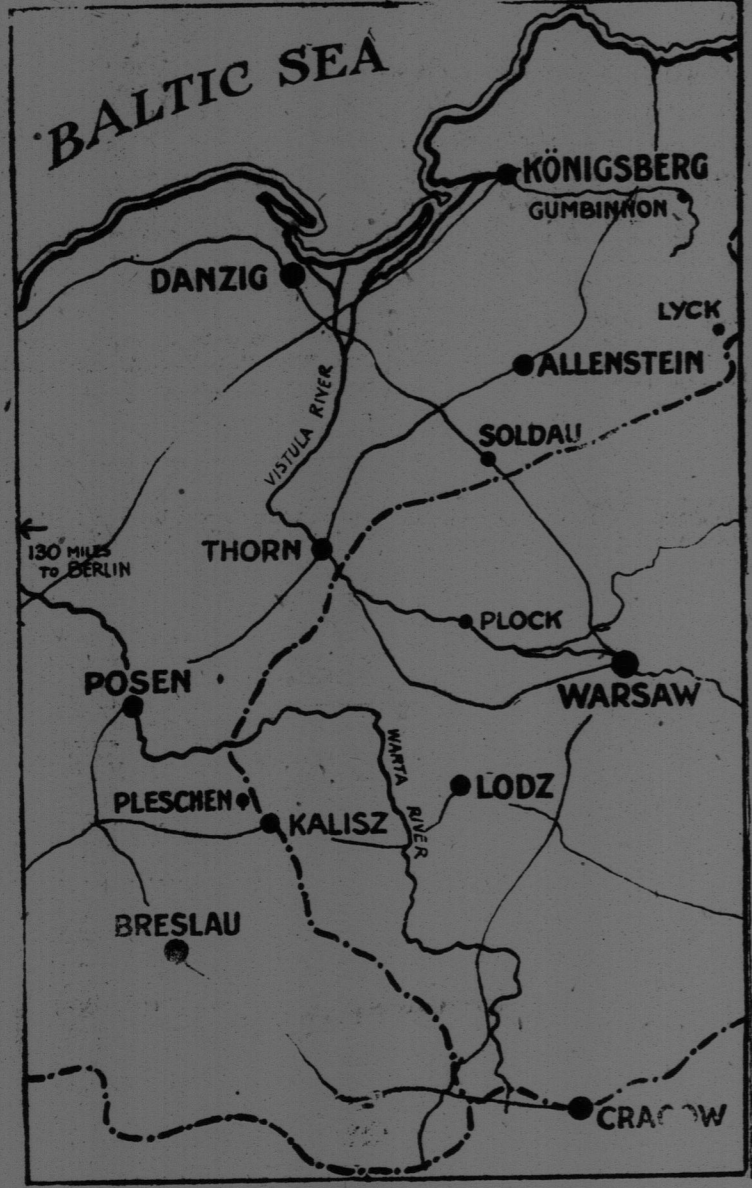 BALTIC SEA
KÖNIGSBERG
GUMBINNON
DANZIG
LYCK
ALLENSTEIN
VISTULA RIVER
SOLDAU
THORN
130 MILES
TO BERLIN
PLOCK
POSEN
WARSAW
WARTA
RIVER
PLESCHEN
LODZ
KALISZ
BRESLAU
CRACOW